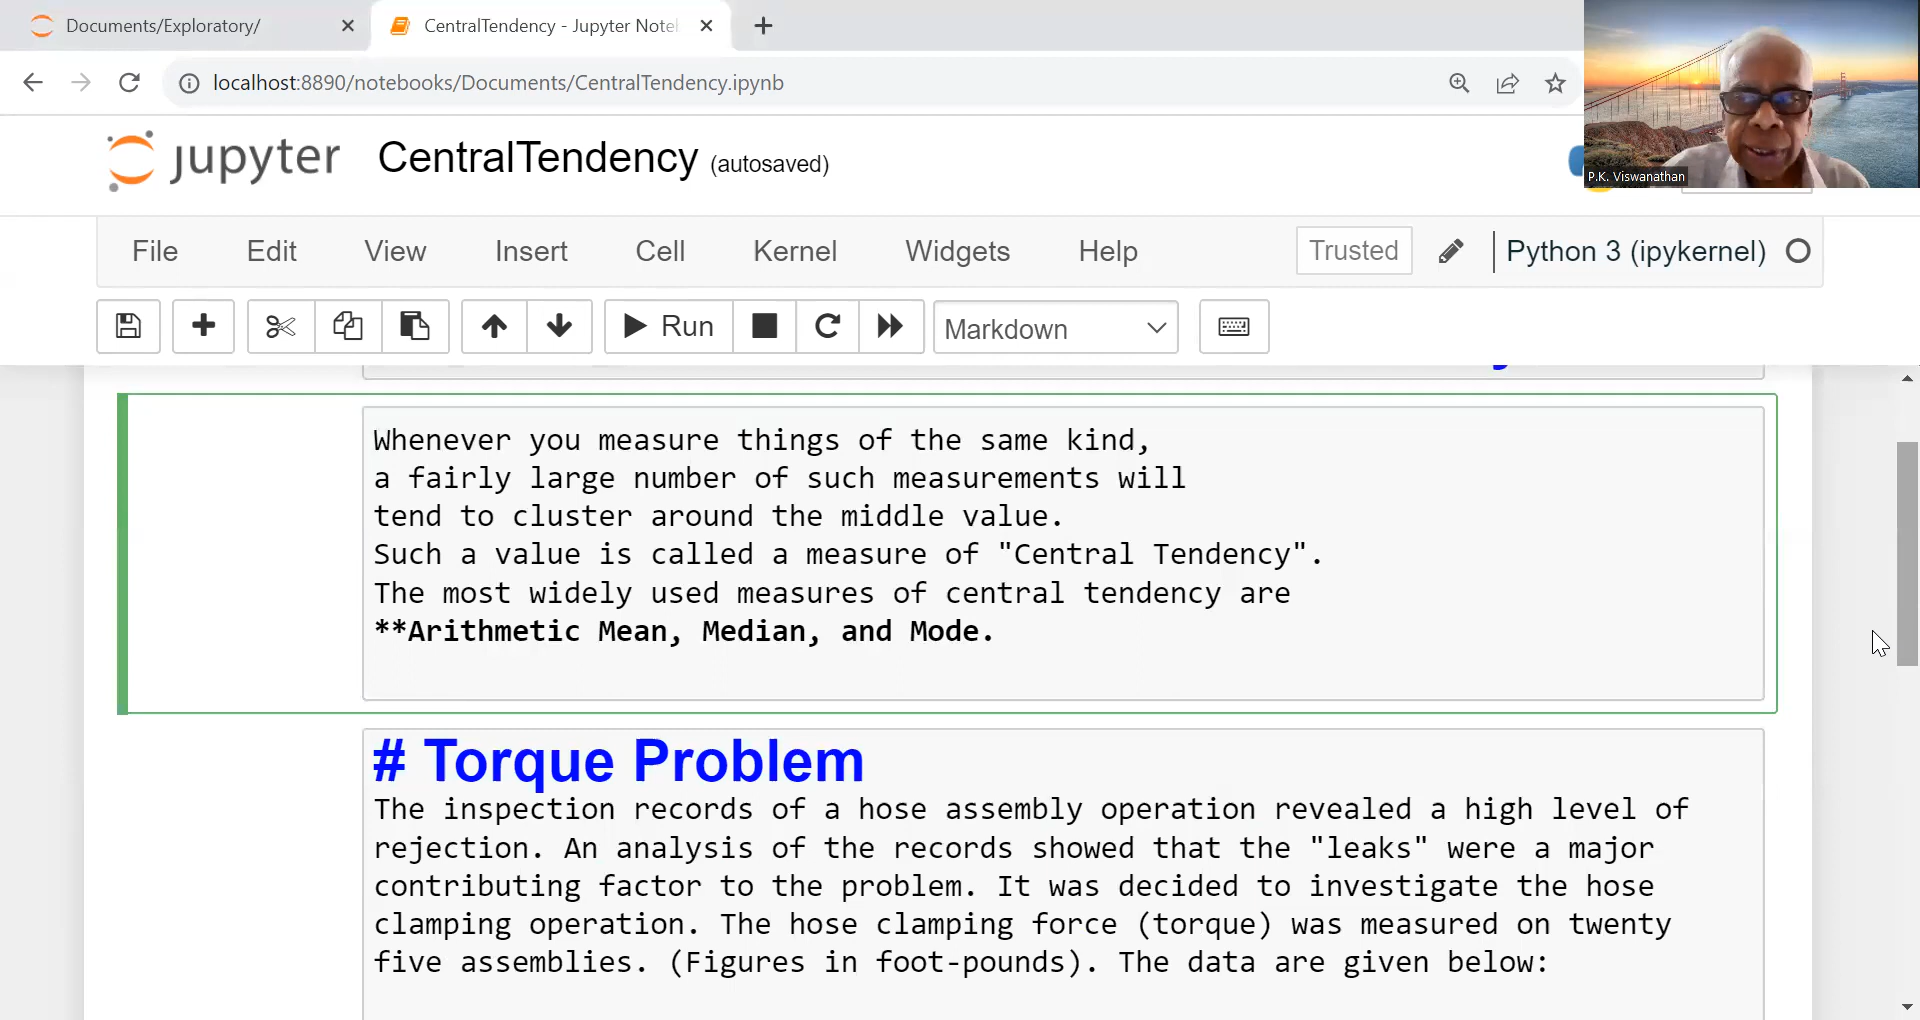 Documents/Exploratory/
CentralTendency - Jupyter Note
localhost:8890/notebooks/Documents/CentralTendency.ipynb
P.K. Viswanathan
jupyter CentralTendency (autosaved)
File Edit View Insert Cell Kernel Widgets Help Trusted Python 3 (ipykernel)
Run Markdown
Whenever you measure things of the same kind,
a fairly large number of such measurements will
tend to cluster around the middle value.
Such a value is called a measure of "Central Tendency".
The most widely used measures of central tendency are
**Arithmetic Mean, Median, and Mode.
# Torque Problem
The inspection records of a hose assembly operation revealed a high level of
rejection. An analysis of the records showed that the "leaks" were a major
contributing factor to the problem. It was decided to investigate the hose
clamping operation. The hose clamping force (torque) was measured on twenty
five assemblies. (Figures in foot-pounds). The data are given below: